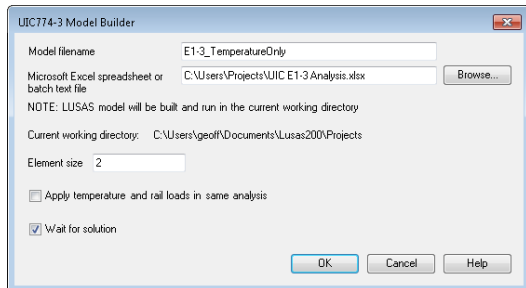 UIC774-3 Model Builder
Model filename E1-3_TemperatureOnly
Microsoft Excel spreadsheet or
batch text file C:\Users\Projects\UIC E1-3 Analysis.xlsx Browse...
NOTE: LUSAS model will be built and run in the current working directory
Current working directory: C:\Users\geoff\Documents\Lusas200\Projects
Element size 2
Apply temperature and rail loads in same analysis
Wait for solution
OK Cancel Help